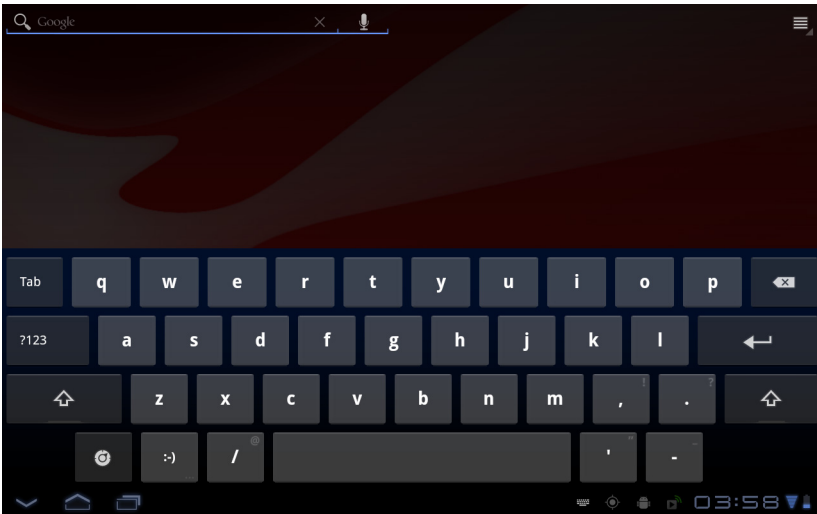 Google
Tab q w e r t y u i o p
?123 a s d f g h j k l
! ?
z x c v b n m , .
@ " _
:-) / ' -
...
03:58